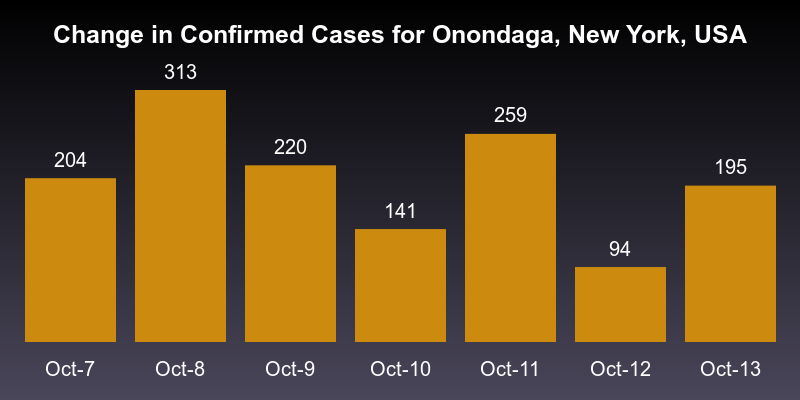 Change in Confirmed Cases for Onondaga, New York, USA
204 313 220 141 259 94 195
Oct-7 Oct-8 Oct-9 Oct-10 Oct-11 Oct-12 Oct-13